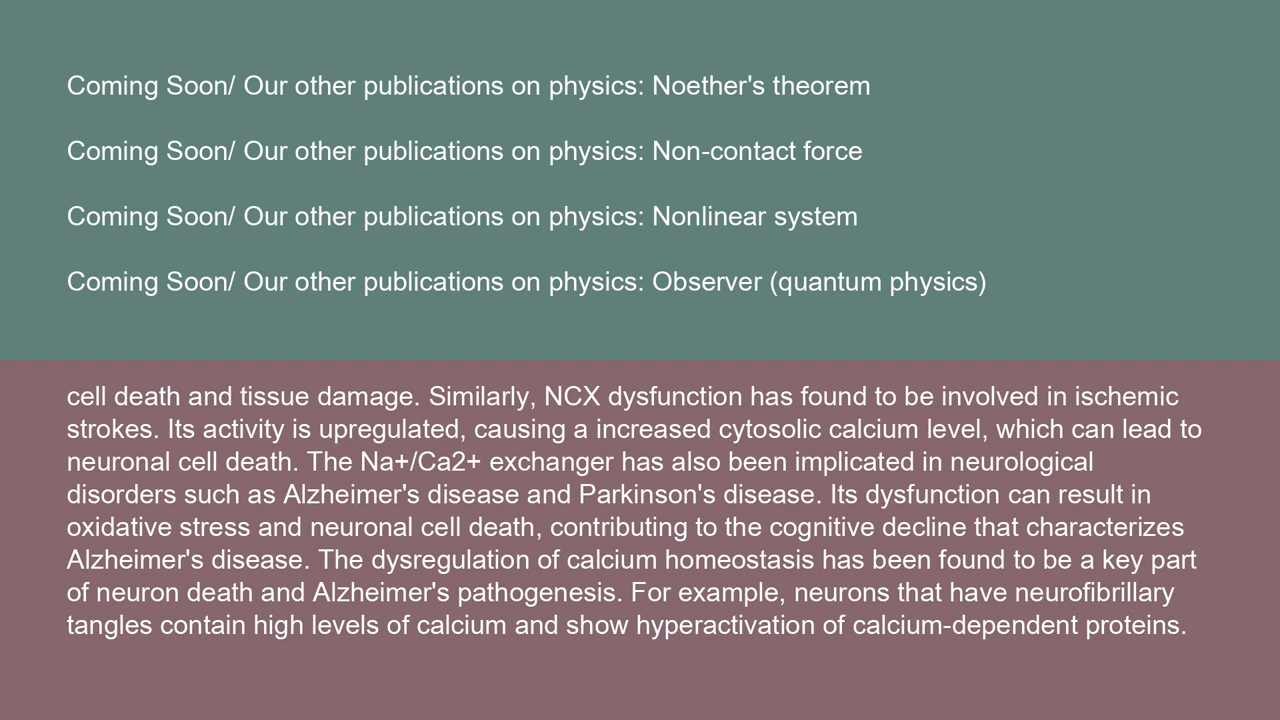 Coming Soon/ Our other publications on physics: Noether's theorem
Coming Soon/ Our other publications on physics: Non-contact force
Coming Soon/ Our other publications on physics: Nonlinear system
Coming Soon/ Our other publications on physics: Observer (quantum physics)
cell death and tissue damage. Similarly, NCX dysfunction has found to be involved in ischemic
strokes. Its activity is upregulated, causing a increased cytosolic calcium level, which can lead to
neuronal cell death. The Na+/Ca2+ exchanger has also been implicated in neurological
disorders such as Alzheimer's disease and Parkinson's disease. Its dysfunction can result in
oxidative stress and neuronal cell death, contributing to the cognitive decline that characterizes
Alzheimer's disease. The dysregulation of calcium homeostasis has been found to be a key part
of neuron death and Alzheimer's pathogenesis. For example, neurons that have neurofibrillary
tangles contain high levels of calcium and show hyperactivation of calcium-dependent proteins.